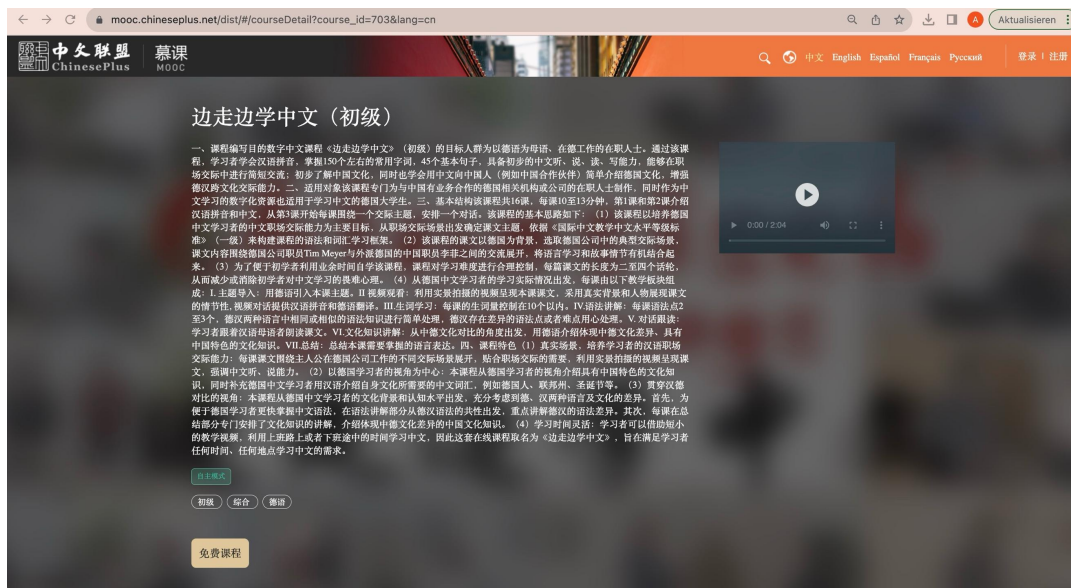 mooc.chineseplus.net/dist/#/courseDetail?course_id=703&lang=cn
A
Aktualisieren
中文联盟
ChinesePlus
慕课
MOOC
中文 English Español Français Русский
登录 | 注册
边走边学中文（初级）
一、课程编写目的数字中文课程《边走边学中文》（初级）的目标人群为以德语为母语、在德工作的在职人士。通过该课
程，学习者学会汉语拼音，掌握150个左右的常用字词，45个基本句子，具备初步的中文听、说、读、写能力，能够在职
场交际中进行简短交流；初步了解中国文化，同时也学会用中文向中国人（例如中国合作伙伴）简单介绍德国文化，增强
德汉跨文化交际能力。二、适用对象该课程专门为与中国有业务合作的德国相关机构或公司的在职人士制作，同时作为中
文学习的数字化资源也适用于学习中文的德国大学生。三、基本结构该课程共16课，每课10至13分钟，第1课和第2课介绍
汉语拼音和中文，从第3课开始每课围绕一个交际主题，安排一个对话。该课程的基本思路如下：（1）该课程以培养德国
中文学习者的中文职场交际能力为主要目标，从职场交际场景出发确定课文主题，依据《国际中文教学中文水平等级标
准》（一级）来构建课程的语法和词汇学习框架。（2）该课程的课文以德国为背景，选取德国公司中的典型交际场景，
课文内容围绕德国公司职员Tim Meyer与外派德国的中国职员李菲之间的交流展开，将语言学习和故事情节有机结合起
来。（3）为了便于初学者利用业余时间自学该课程，课程对学习难度进行合理控制，每篇课文的长度为二至四个话轮，
从而减少或消除初学者对中文学习的畏难心理。（4）从德国中文学习者的学习实际情况出发，每课由以下教学板块组
成：I.主题导入：用德语引入本课主题。II视频观看：利用实景拍摄的视频呈现本课课文，采用真实背景和人物展现课文
的情节性。视频对话提供汉语拼音和德语翻译。III.生词学习：每课的生词量控制在10个以内。IV.语法讲解：每课语法点2
至3个，德汉两种语言中相同或相似的语法知识进行简单处理，德汉存在差异的语法点或者难点用心处理。V. 对话跟读：
学习者跟着汉语母语者朗读课文。VI.文化知识讲解：从中德文化对比的角度出发，用德语介绍体现中德文化差异、具有
中国特色的文化知识。VII.总结：总结本课需要掌握的语言表达。四、课程特色（1）真实场景，培养学习者的汉语职场
交际能力：每课课文围绕主人公在德国公司工作的不同交际场景展开，贴合职场交际的需要，利用实景拍摄的视频呈现课
文，强调中文听、说能力。（2）以德国学习者的视角为中心：本课程从德国学习者的视角介绍具有中国特色的文化知
识，同时补充德国中文学习者用汉语介绍自身文化所需要的中文词汇，例如德国人、联邦州、圣诞节等。（3）贯穿汉德
对比的视角：本课程从德国中文学习者的文化背景和认知水平出发，充分考虑到德、汉两种语言及文化的差异。首先，为
便于德国学习者更快掌握中文语法，在语法讲解部分从德汉语法的共性出发，重点讲解德汉的语法差异。其次，每课在总
结部分专门安排了文化知识的讲解，介绍体现中德文化差异的中国文化知识。（4）学习时间灵活：学习者可以借助短小
的教学视频，利用上班路上或者下班途中的时间学习中文，因此这套在线课程取名为《边走边学中文》，旨在满足学习者
任何时间、任何地点学习中文的需求。
0:00 / 2:04
自主模式
初级 综合 德语
免费课程